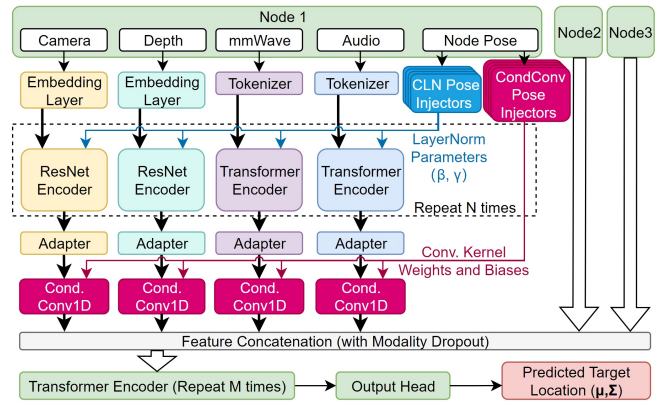 Node 1
Node2
Node3
Camera
Depth
mmWave
Audio
Node Pose
Embedding
Layer
Embedding
Layer
Tokenizer
Tokenizer
CLN Pose
Injectors
CondConv
Pose
Injectors
LayerNorm
Parameters
(β, γ)
ResNet
Encoder
ResNet
Encoder
Transformer
Encoder
Transformer
Encoder
Repeat N times
Adapter
Adapter
Adapter
Adapter
Conv. Kernel
Weights and Biases
Cond.
Conv1D
Cond.
Conv1D
Cond.
Conv1D
Cond.
Conv1D
Feature Concatenation (with Modality Dropout)
Transformer Encoder (Repeat M times)
Output Head
Predicted Target
Location (μ,Σ)